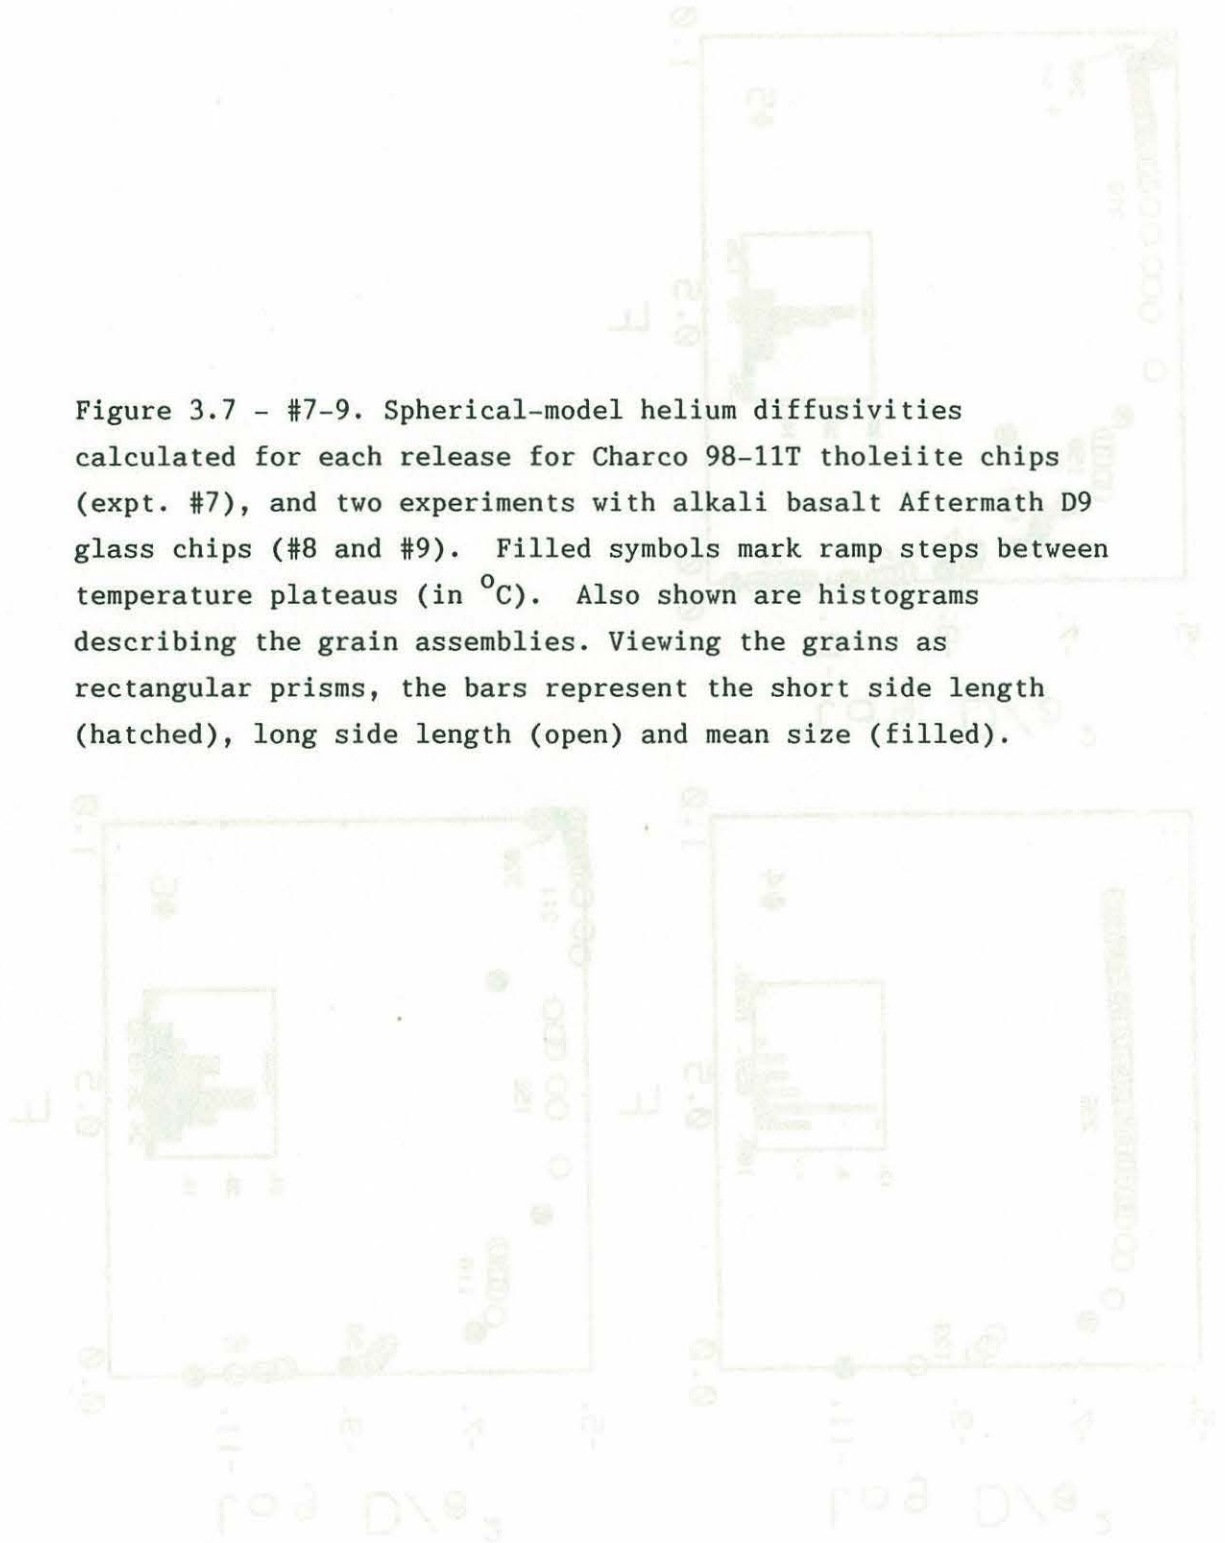 Figure 3.7 - #7-9. Spherical-model helium diffusivities
calculated for each release for Charco 98-11T tholeiite chips
(expt. #7), and two experiments with alkali basalt Aftermath D9
glass chips (#8 and #9). Filled symbols mark ramp steps between
temperature plateaus (in °C). Also shown are histograms
describing the grain assemblies. Viewing the grains as
rectangular prisms, the bars represent the short side length
(hatched), long side length (open) and mean size (filled).